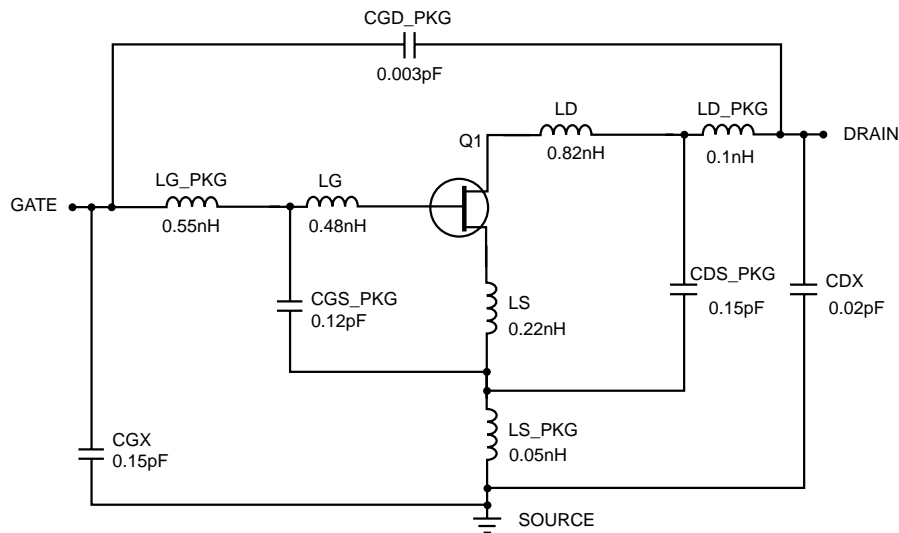 CGD_PKG
0.003pF
LD
LD_PKG
Q1
DRAIN
0.82nH
0.1nH
LG_PKG
LG
GATE
0.55nH
0.48nH
CGS_PKG
0.12pF
LS
0.22nH
CDS_PKG
0.15pF
CDX
0.02pF
CGX
0.15pF
LS_PKG
0.05nH
SOURCE